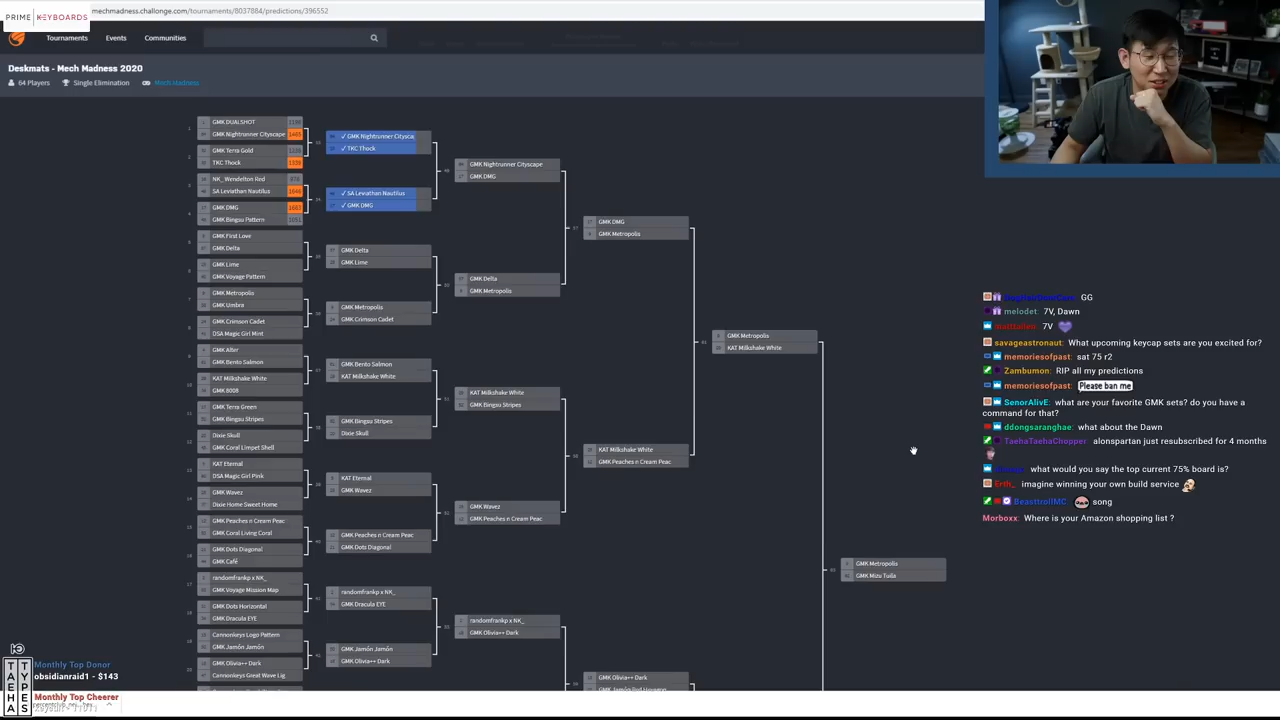 PRIME KEYBOARDS
mechmadness.challonge.com/tournaments/8037884/predictions/396552
Tournaments Events Communities
Deskmats - Mech Madness 2020
64 Players Single Elimination Mech Madness
GMK DUALSHOT
GMK Nightrunner Cityscape 1465
GMK Terra Gold
TKC Thock
NK_ Wendelton Red
SA Leviathan Nautilus
GMK DMG
GMK Bingsu Pattern
GMK First Love
GMK Delta
GMK Lime
GMK Voyage Pattern
GMK Metropolis
GMK Umbra
GMK Crimson Cadet
DSA Magic Girl Mint
GMK Alter
GMK Bento Salmon
KAT Milkshake White
GMK 8008
GMK Terra Green
GMK Bingsu Stripes
Dixie Skull
GMK Coral Limpet Shell
KAT Eternal
DSA Magic Girl Pink
GMK Wavez
Dixie Home Sweet Home
GMK Peaches n Cream Peac
GMK Coral Living Coral
GMK Dots Diagonal
GMK Café
randomfrankp x NK_
GMK Voyage Mission Map
GMK Dots Horizontal
GMK Dracula EYE
Cannonkeys Logo Pattern
GMK Jamón Jamón
GMK Olivia++ Dark
Cannonkeys Great Wave Lig
✓ GMK Nightrunner Cityscap
✓ TKC Thock
✓ SA Leviathan Nautilus
✓ GMK DMG
GMK Delta
GMK Lime
GMK Metropolis
GMK Crimson Cadet
GMK Bento Salmon
KAT Milkshake White
GMK Bingsu Stripes
Dixie Skull
KAT Eternal
GMK Wavez
GMK Peaches n Cream Peac
GMK Dots Diagonal
randomfrankp x NK_
GMK Dracula EYE
GMK Jamón Jamón
GMK Olivia++ Dark
GMK Nightrunner Cityscape
GMK DMG
GMK Delta
GMK Metropolis
KAT Milkshake White
GMK Bingsu Stripes
GMK Wavez
GMK Peaches n Cream Peac
randomfrankp x NK_
GMK Olivia++ Dark
GMK DMG
GMK Metropolis
KAT Milkshake White
GMK Peaches n Cream Peac
GMK Olivia++ Dark
GMK Metropolis
KAT Milkshake White
GMK Metropolis
GMK Mizu Tuila
GG
melodet: 7V, Dawn
7V
savageastronaut: What upcoming keycap sets are you excited for?
memoriesofpast: sat 75 r2
Zambumon: RIP all my predictions
memoriesofpast: Please ban me
SenorAlivE: what are your favorite GMK sets? do you have a
command for that?
ddongsaranghae: what about the Dawn
TaehaTaehaChopper: alonspartan just resubscribed for 4 months
what would you say the top current 75% board is?
Erth_: imagine winning your own build service
BeasttrollMC: song
Morboxx: Where is your Amazon shopping list ?
TAEHA TYPES
Monthly Top Donor
obsidianraid1 - $143
Monthly Top Cheerer